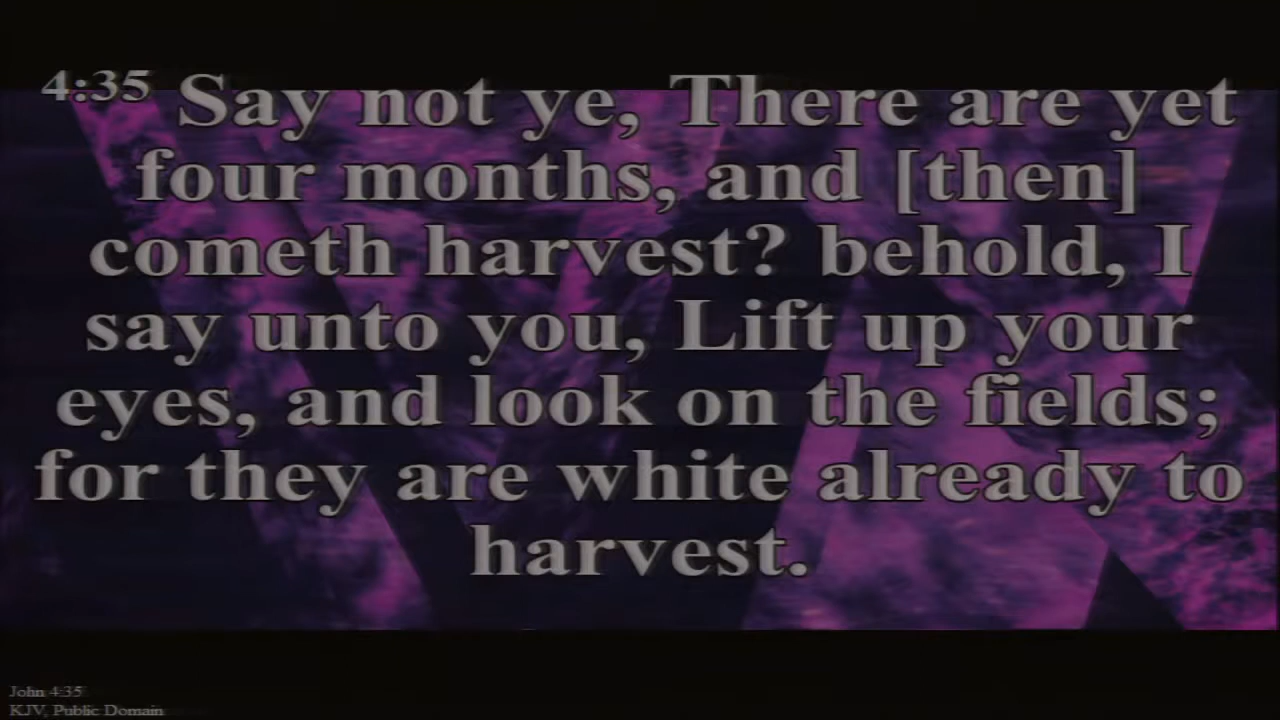 4:35 Say not ye, There are yet
four months, and [then]
cometh harvest? behold, I
say unto you, Lift up your
eyes, and look on the fields;
for they are white already to
harvest.
John 4:35
KJV, Public Domain